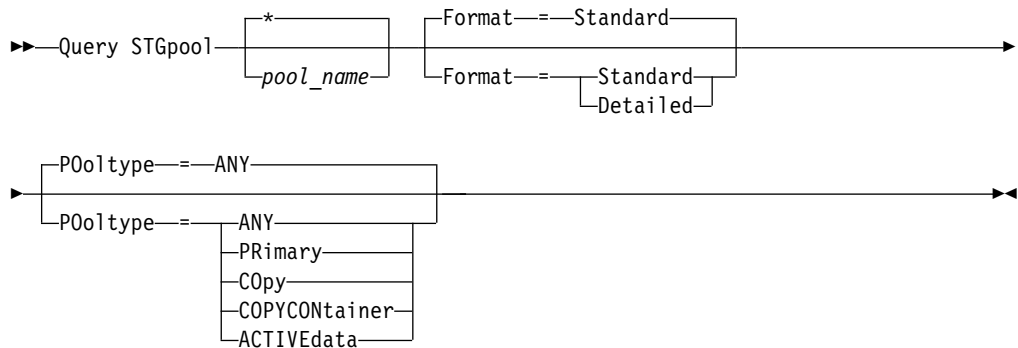 * Format = Standard
Query STGpool
pool_name Format = Standard
Detailed
POoltype = ANY
POoltype = ANY
PRimary
COpy
COPYCONtainer
ACTIVEdata